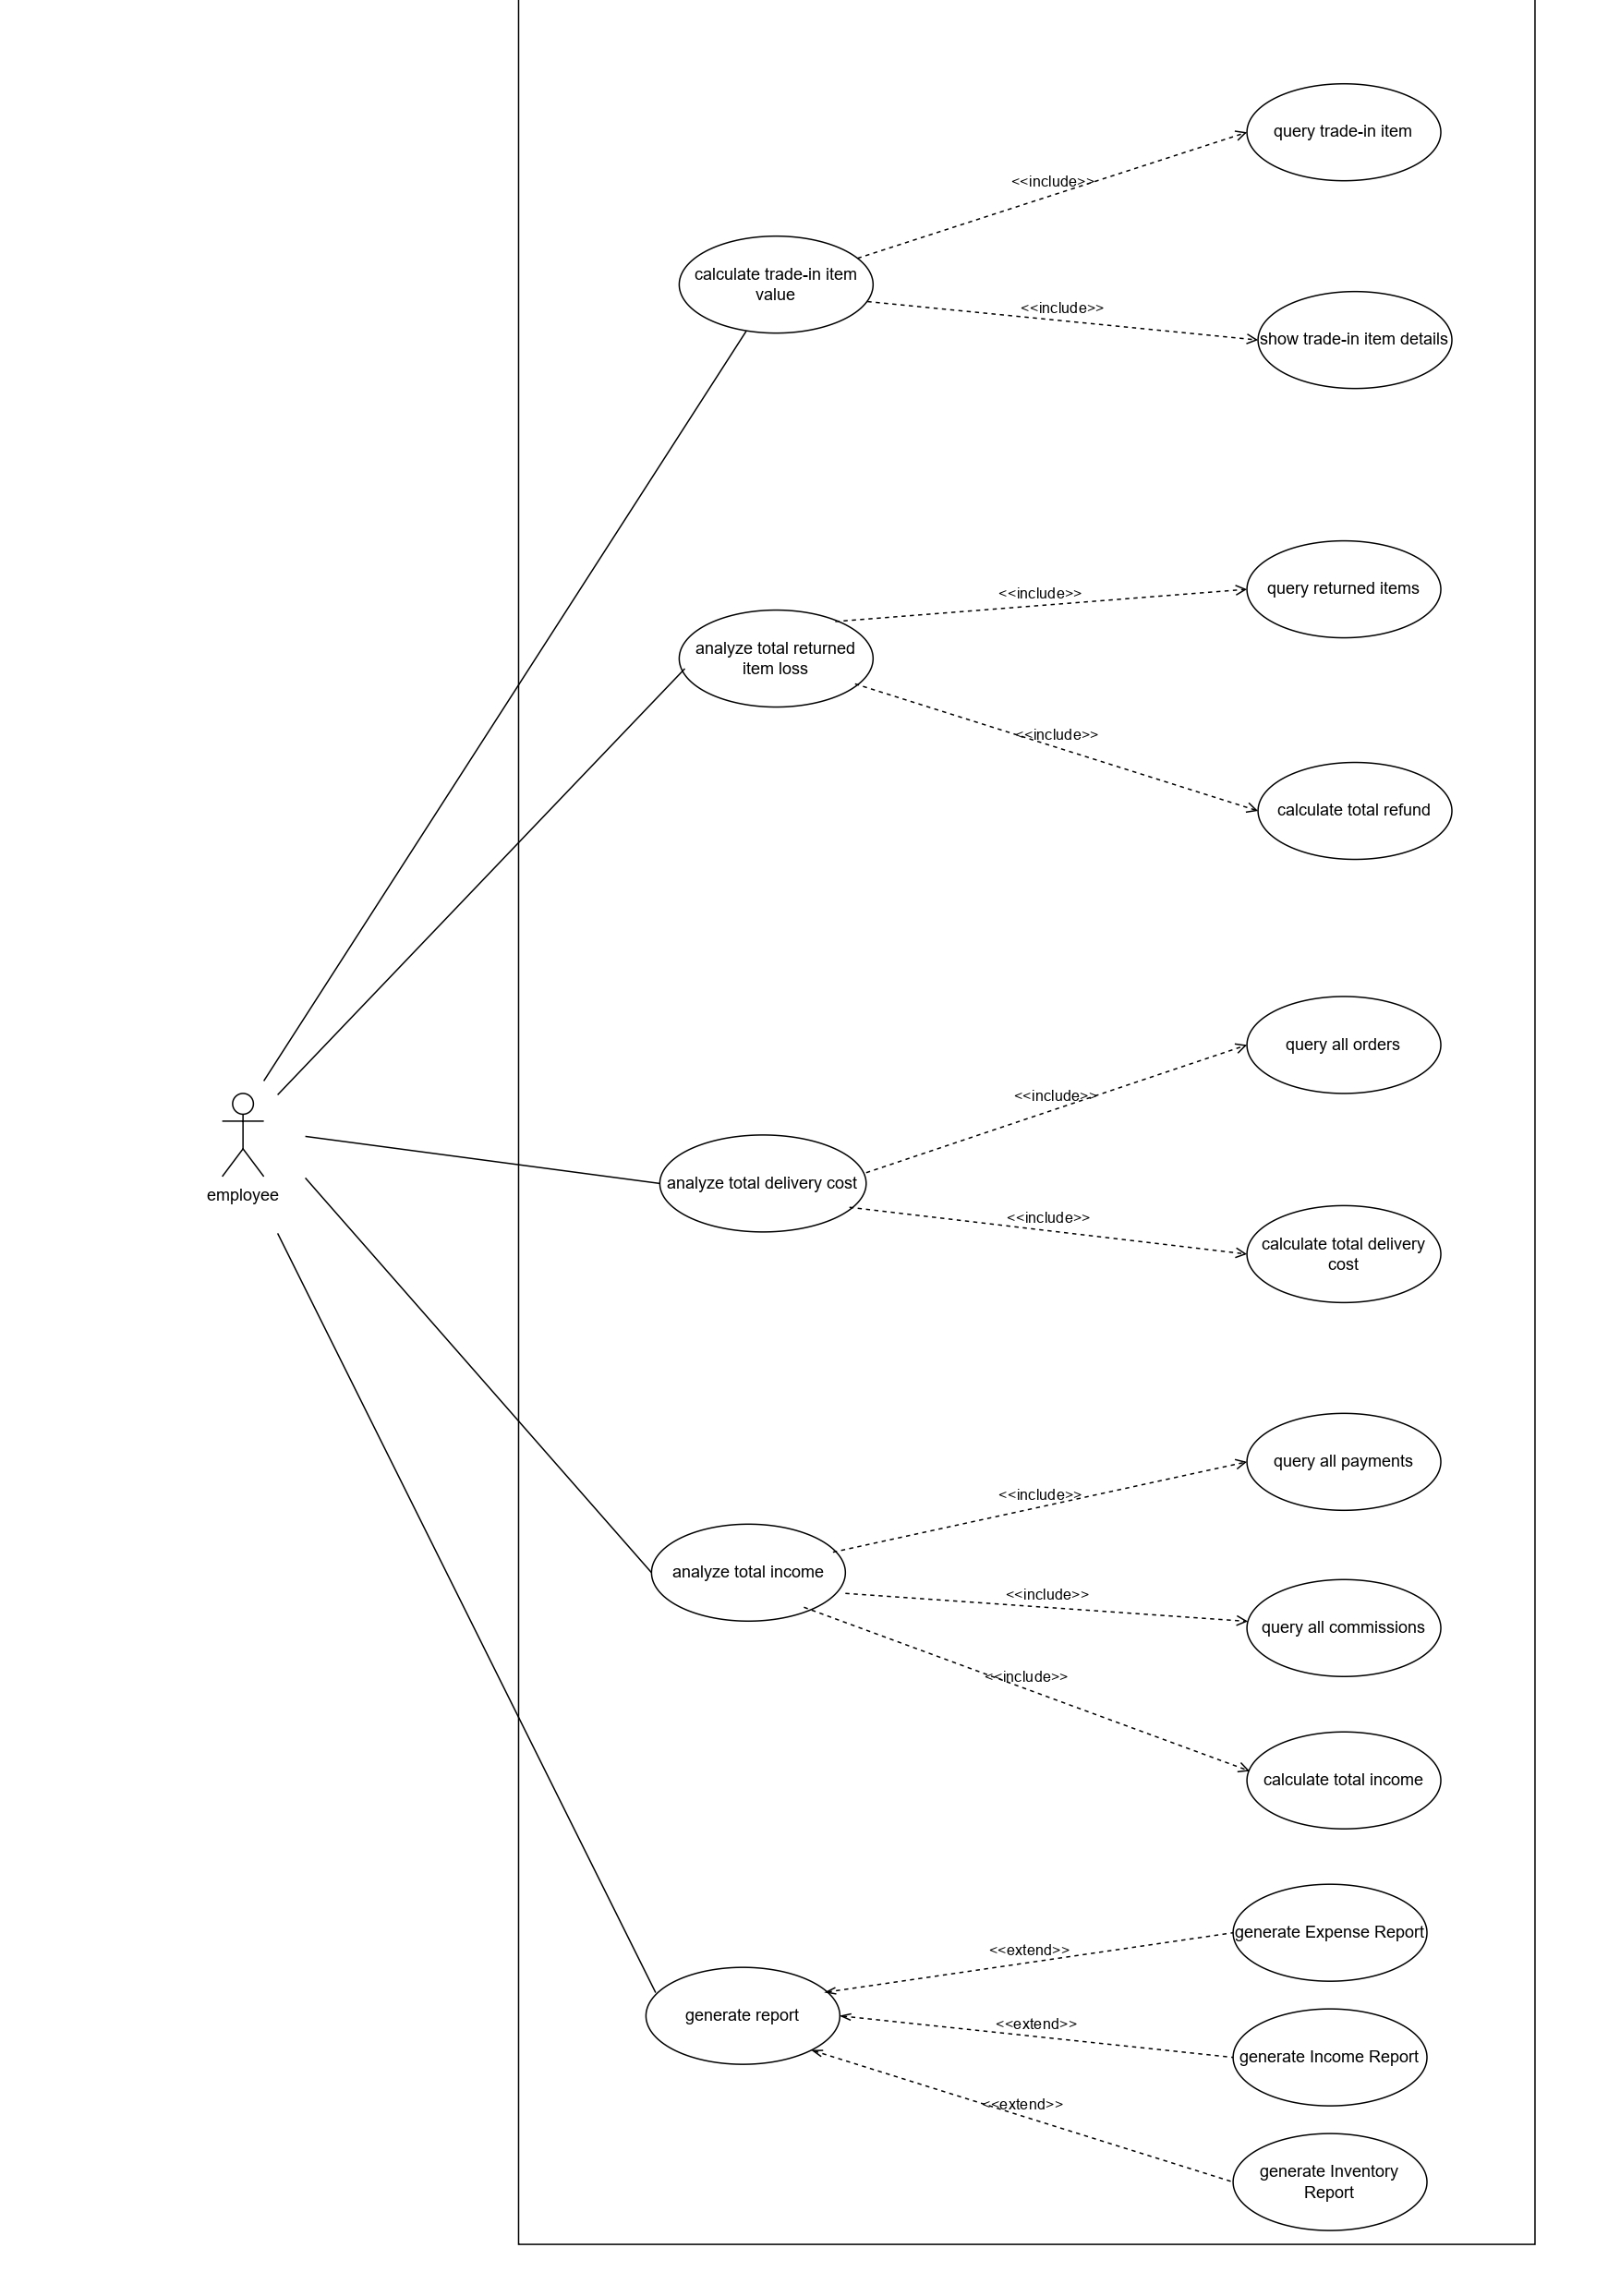 query trade-in item
<<include>>
calculate trade-in item
value
<<include>>
show trade-in item details
<<include>>
query returned items
analyze total returned
item loss
<<include>>
calculate total refund
query all orders
<<include>>
employee
analyze total delivery cost
<<include>>
calculate total delivery
cost
query all payments
<<include>>
analyze total income
<<include>>
query all commissions
<<include>>
calculate total income
generate Expense Report
<<extend>>
generate report
<<extend>>
generate Income Report
<<extend>>
generate Inventory
Report